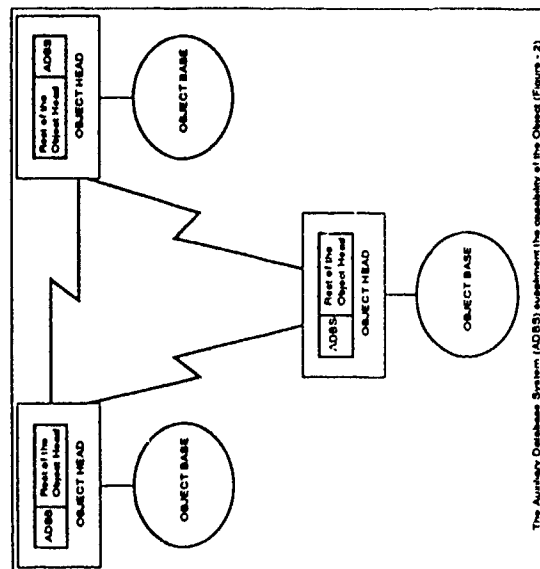 Rest of the ADBS
Object Head
OBJECT HEAD
OBJECT BASE
ADBS Rest of the
Object Head
OBJECT HEAD
OBJECT BASE
ADBS Rest of the
Object Head
OBJECT HEAD
OBJECT BASE
The Auxiliary Database System (ADBS) the capability of the Object (Figure - 2)